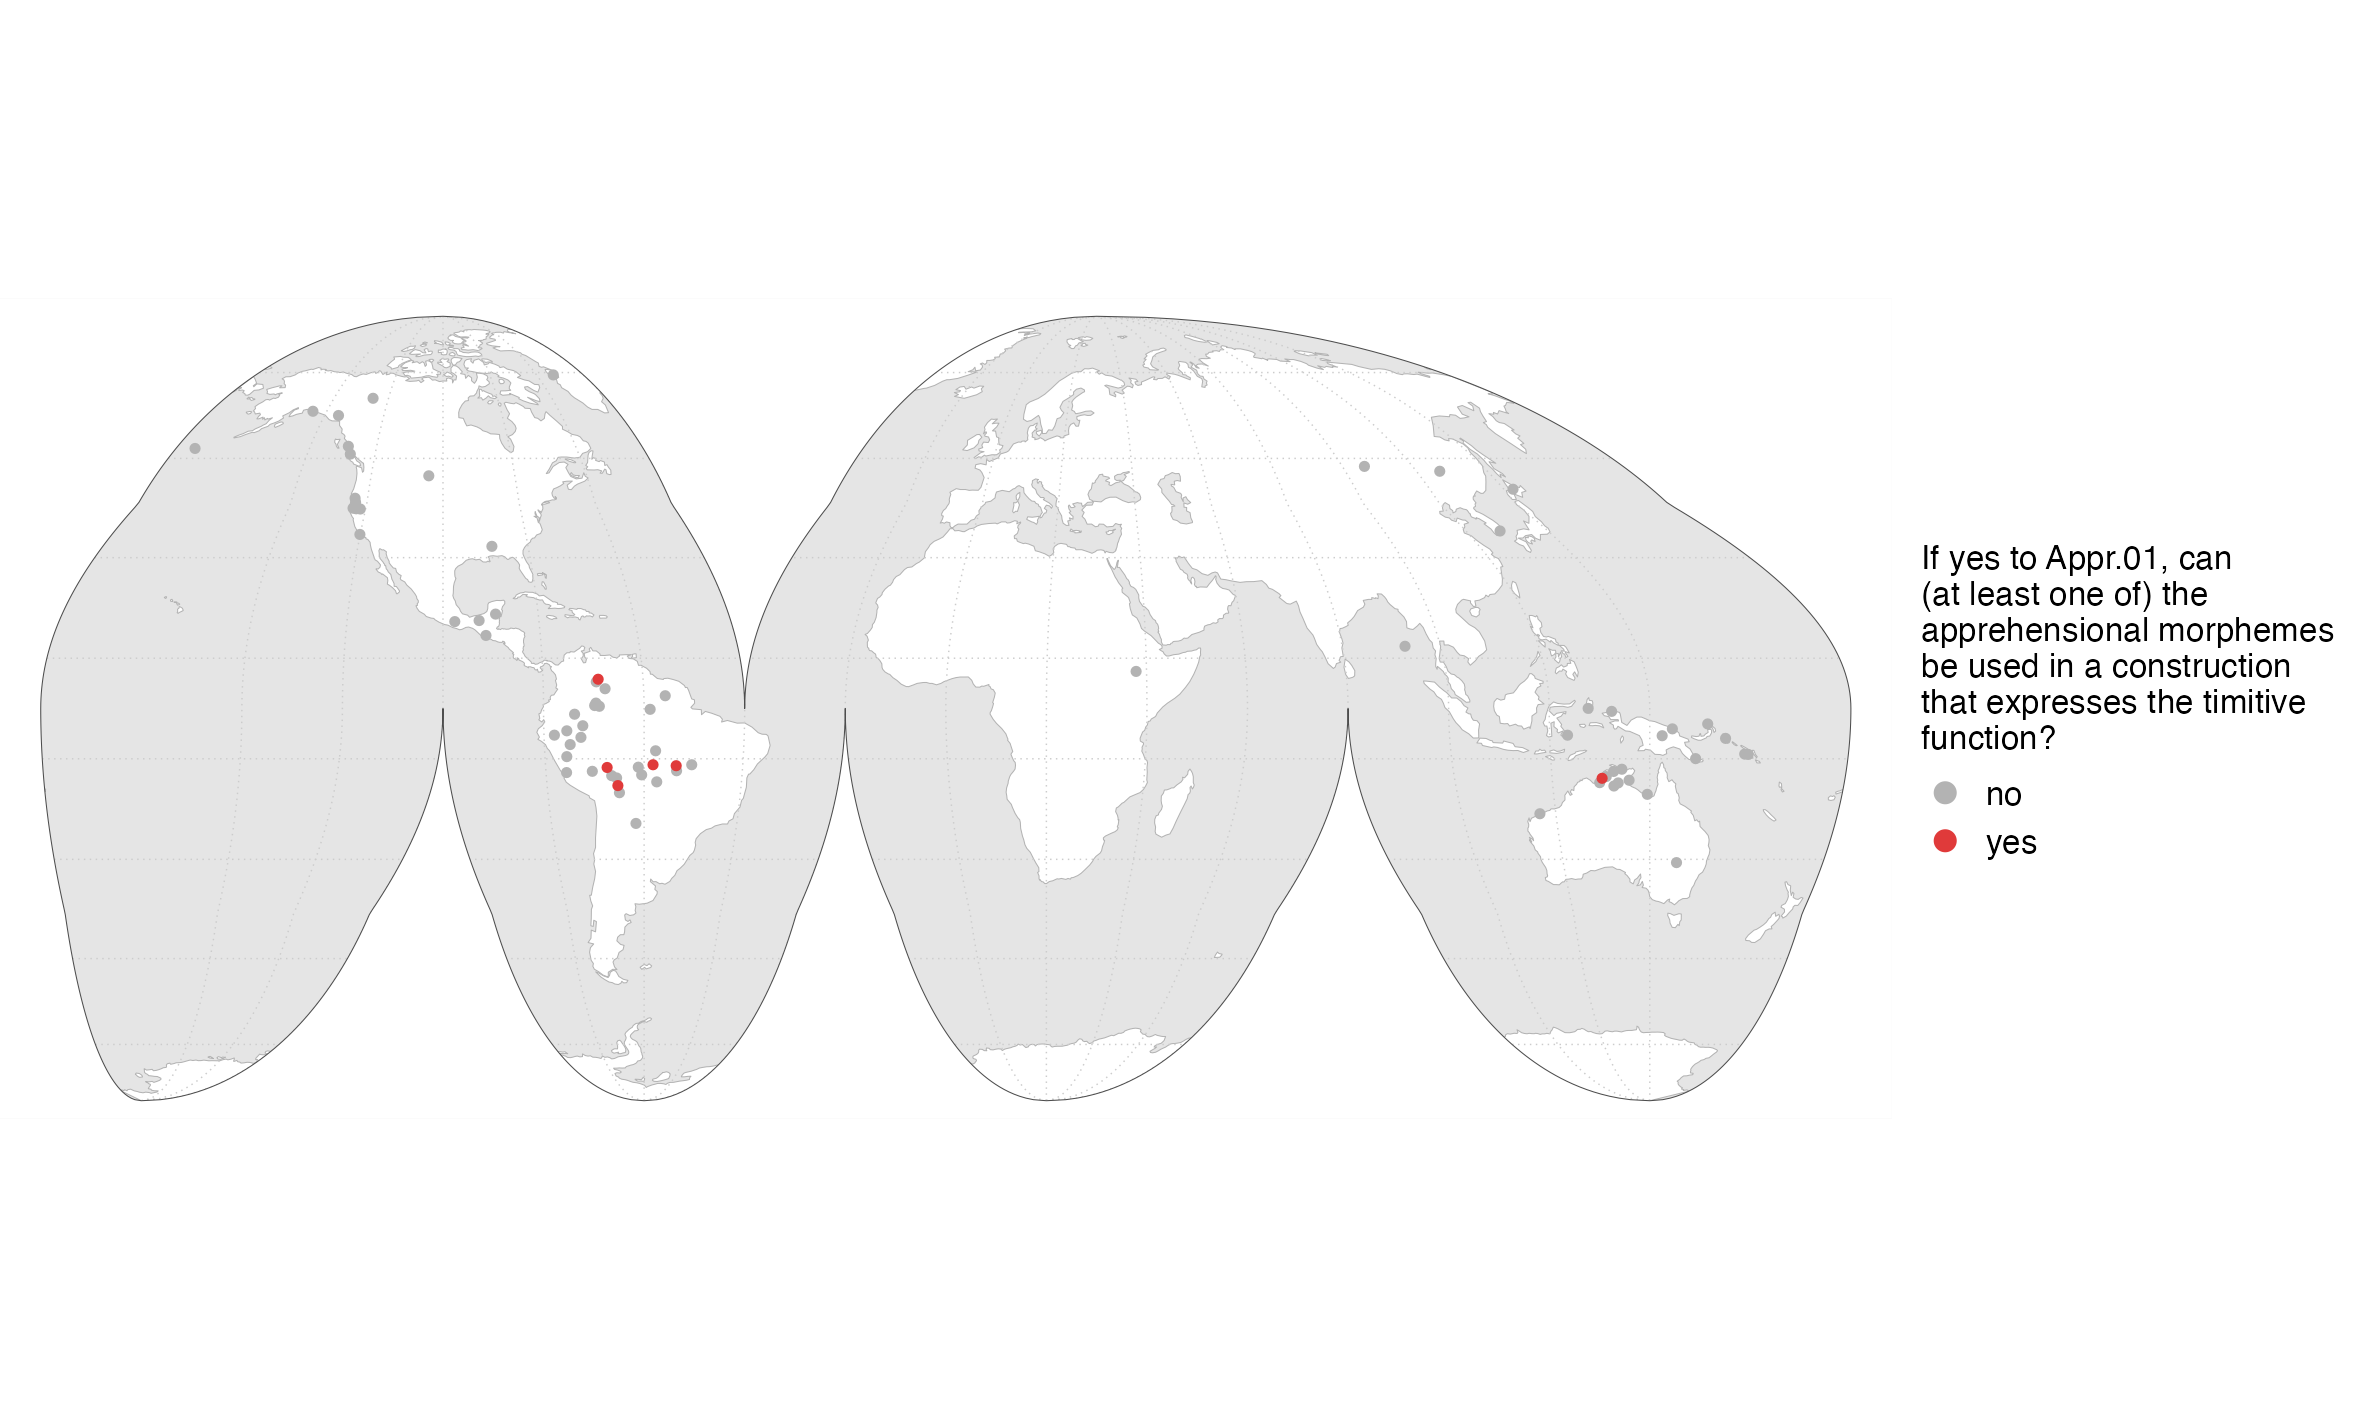 If yes to Appr.01, can
(at least one of) the
apprehensional morphemes
be used in a construction
that expresses the timitive
function?
no
yes